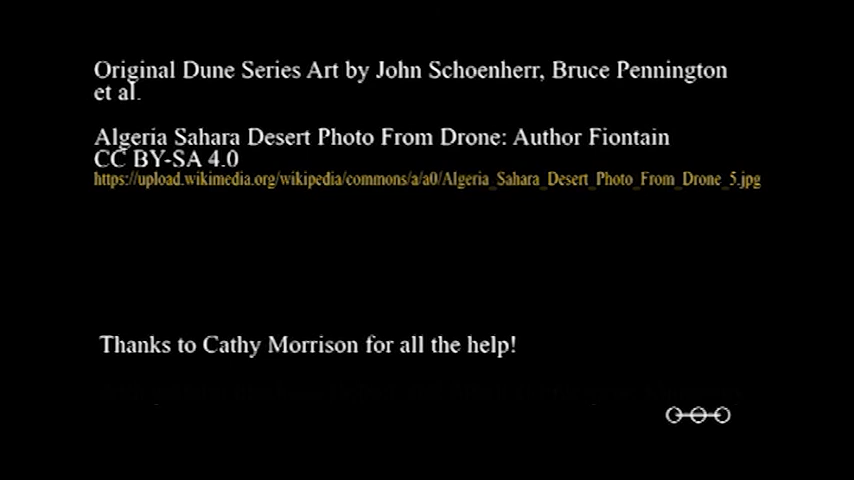 Original Dune Series Art by John Schoenherr, Bruce Pennington
et al.
Algeria Sahara Desert Photo From Drone: Author Fiontain
CC BY-SA 4.0
https://upload.wikimedia.org/wikipedia/commons/a/a0/Algeria_Sahara_Desert_Photo_From_Drone_5.jpg
Thanks to Cathy Morrison for all the help!